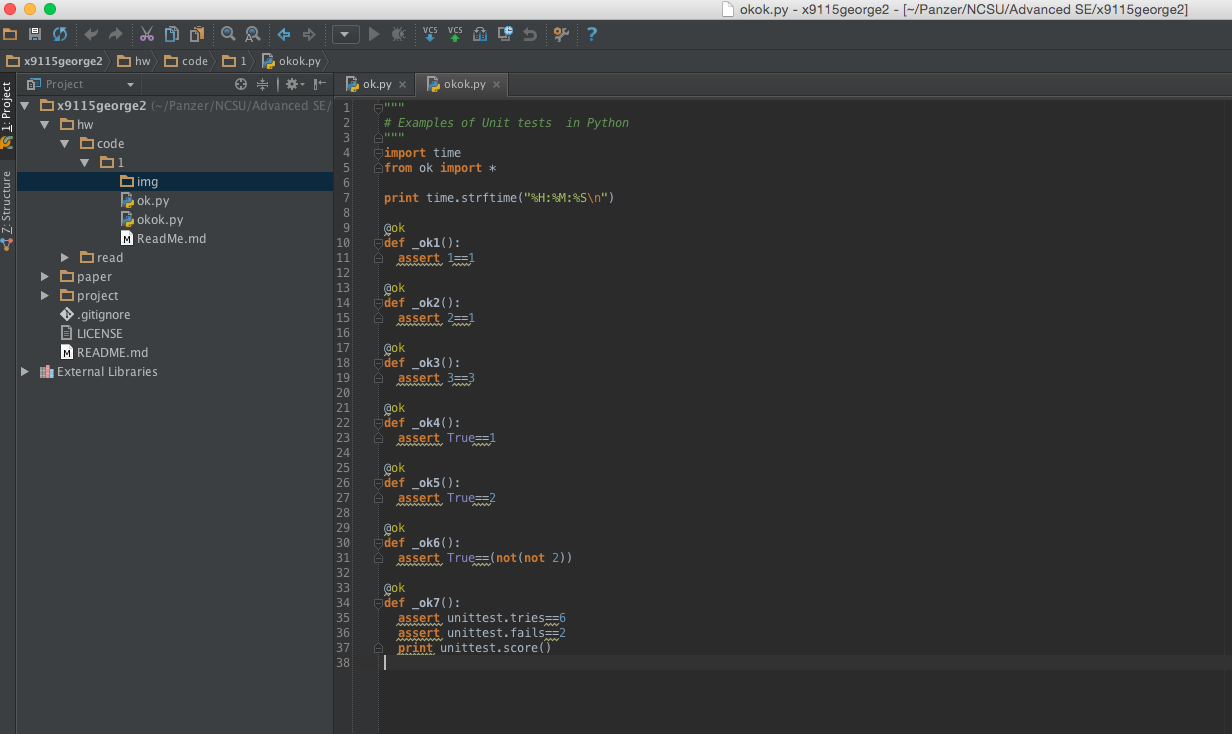 okok.py - x9115george2 - [~/Panzer/NCSU/Advanced SE/x9115george2]
VCS VCS ?
x9115george2 hw code 1 okok.py
1: Project
Z: Structure
Project
x9115george2 (~/Panzer/NCSU/Advanced SE/
hw
code
1
img
ok.py
okok.py
ReadMe.md
read
paper
project
.gitignore
LICENSE
README.md
External Libraries
ok.py okok.py
1 """
2 # Examples of Unit tests  in Python
3 """
4 import time
5 from ok import *
6
7 print time.strftime("%H:%M:%S\n")
8
9 @ok
10 def _ok1():
11   assert 1==1
12
13 @ok
14 def _ok2():
15   assert 2==1
16
17 @ok
18 def _ok3():
19   assert 3==3
20
21 @ok
22 def _ok4():
23   assert True==1
24
25 @ok
26 def _ok5():
27   assert True==2
28
29 @ok
30 def _ok6():
31   assert True==(not(not 2))
32
33 @ok
34 def _ok7():
35   assert unittest.tries==6
36   assert unittest.fails==2
37   print unittest.score()
38